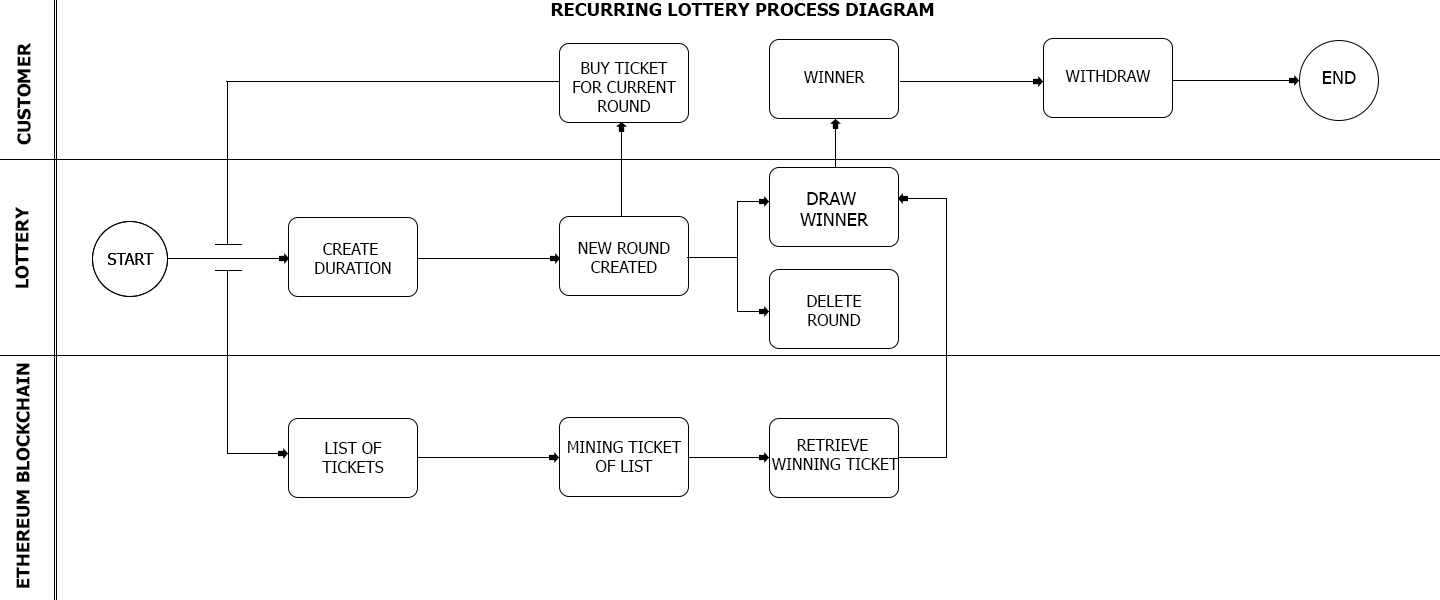 RECURRING LOTTERY PROCESS DIAGRAM
CUSTOMER
BUY TICKET
FOR CURRENT
ROUND
WINNER
WITHDRAW
END
LOTTERY
START
CREATE
DURATION
NEW ROUND
CREATED
DRAW
WINNER
DELETE
ROUND
ETHEREUM BLOCKCHAIN
LIST OF
TICKETS
MINING TICKET
OF LIST
RETRIEVE
WINNING TICKET